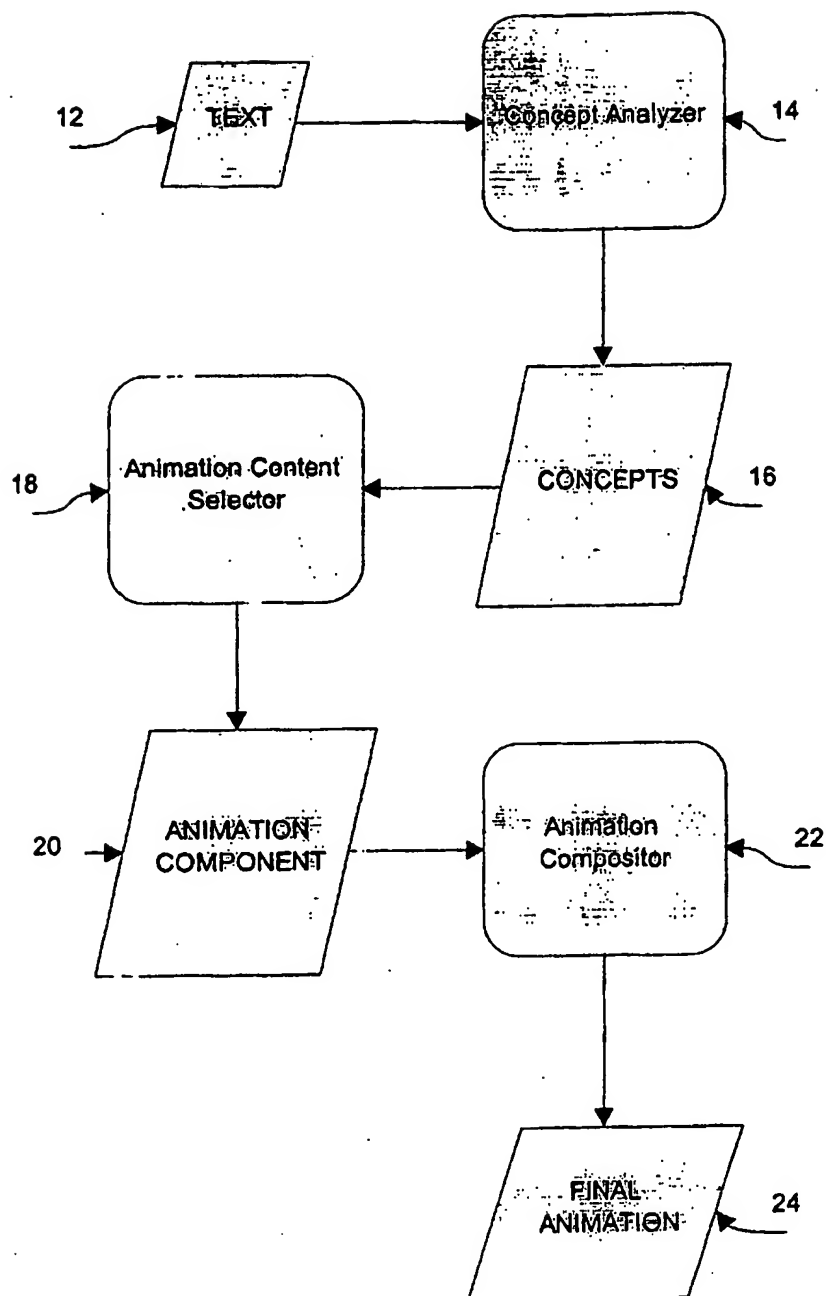 12
TEXT
Concept Analyzer
14
18
Animation Content
Selector
CONCEPTS
16
20
ANIMATION
COMPONENT
Animation
Compositor
22
FINAL
ANIMATION
24